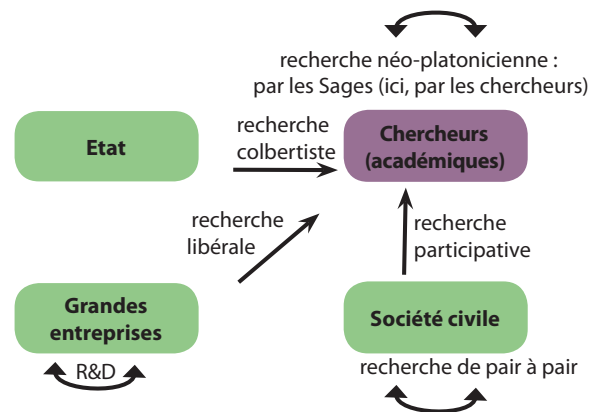 recherche néo-platonicienne :
par les Sages (ici, par les chercheurs)
Etat
recherche
colbertiste
Chercheurs
(académiques)
recherche
libérale
recherche
participative
Grandes
entreprises
Société civile
R&D
recherche de pair à pair